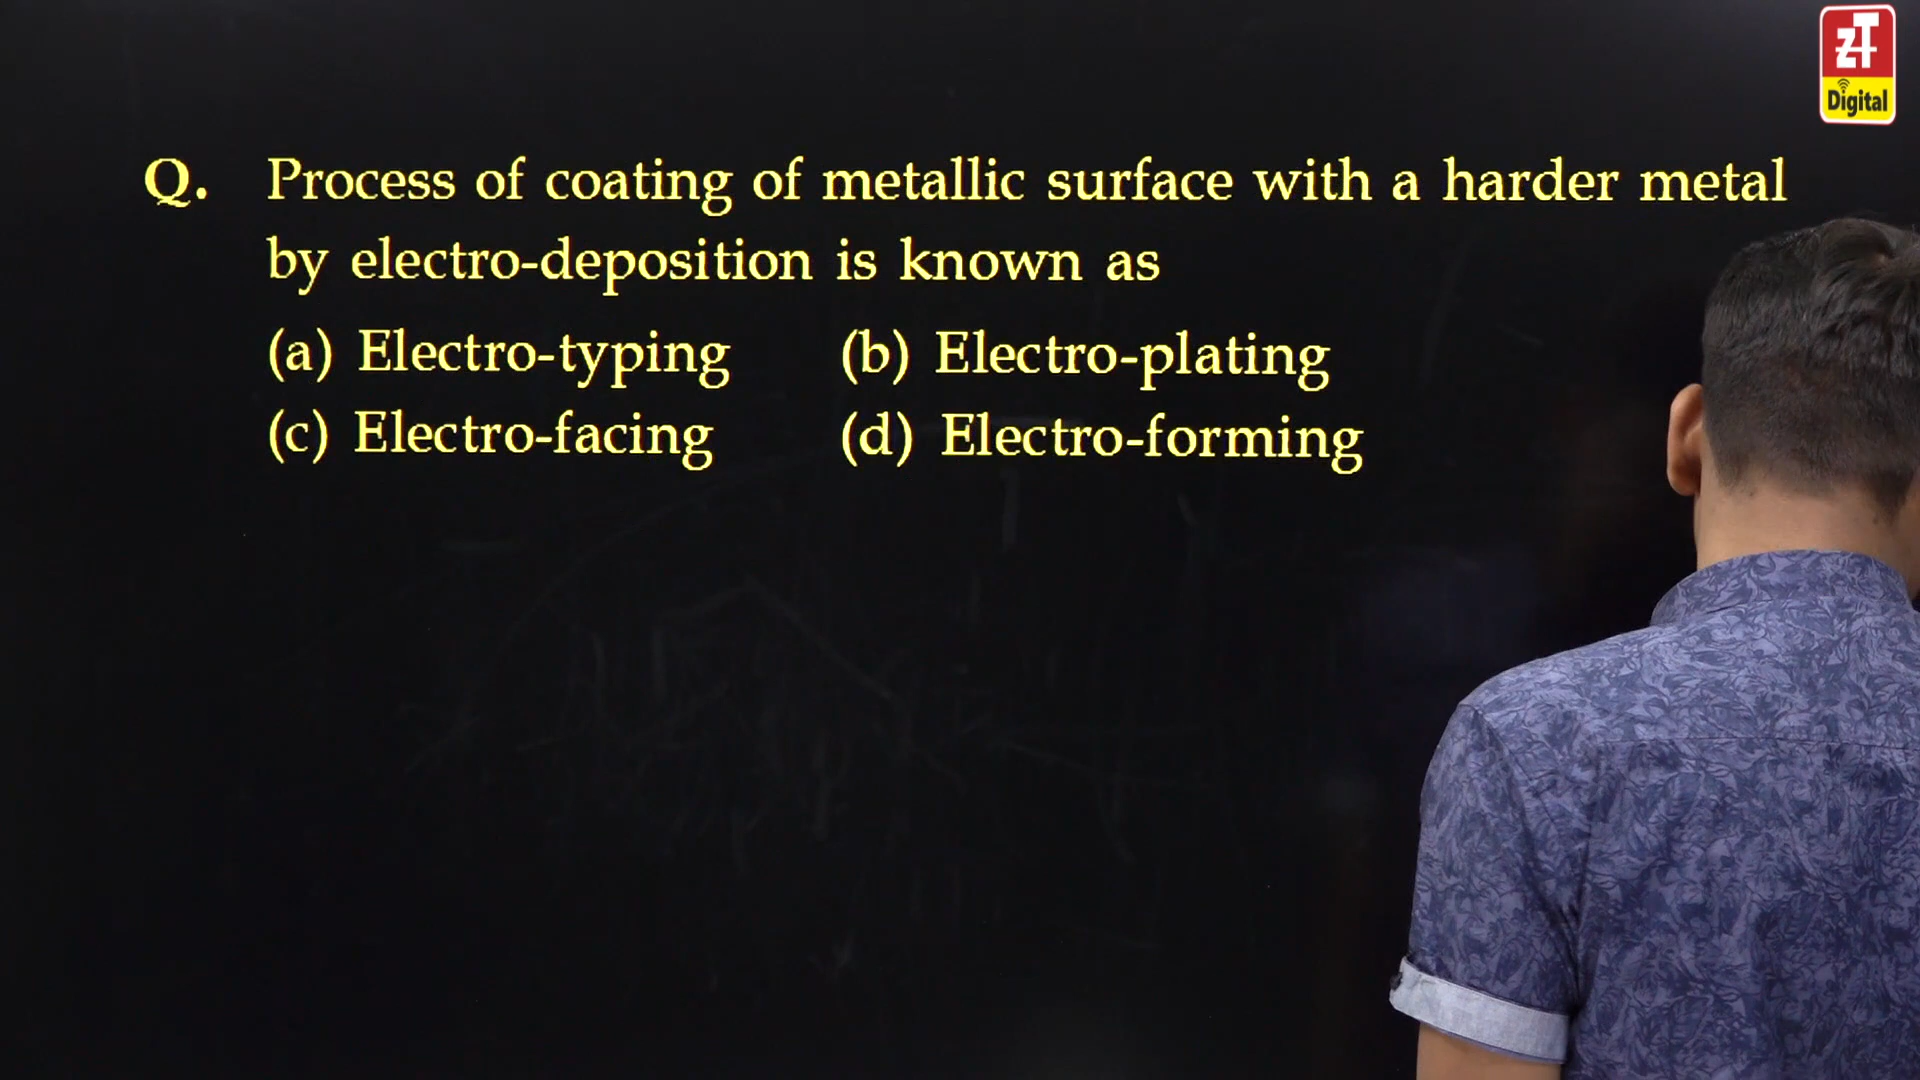 zT
Digital
Q. Process of coating of metallic surface with a harder metal
by electro-deposition is known as
(a) Electro-typing (b) Electro-plating
(c) Electro-facing (d) Electro-forming